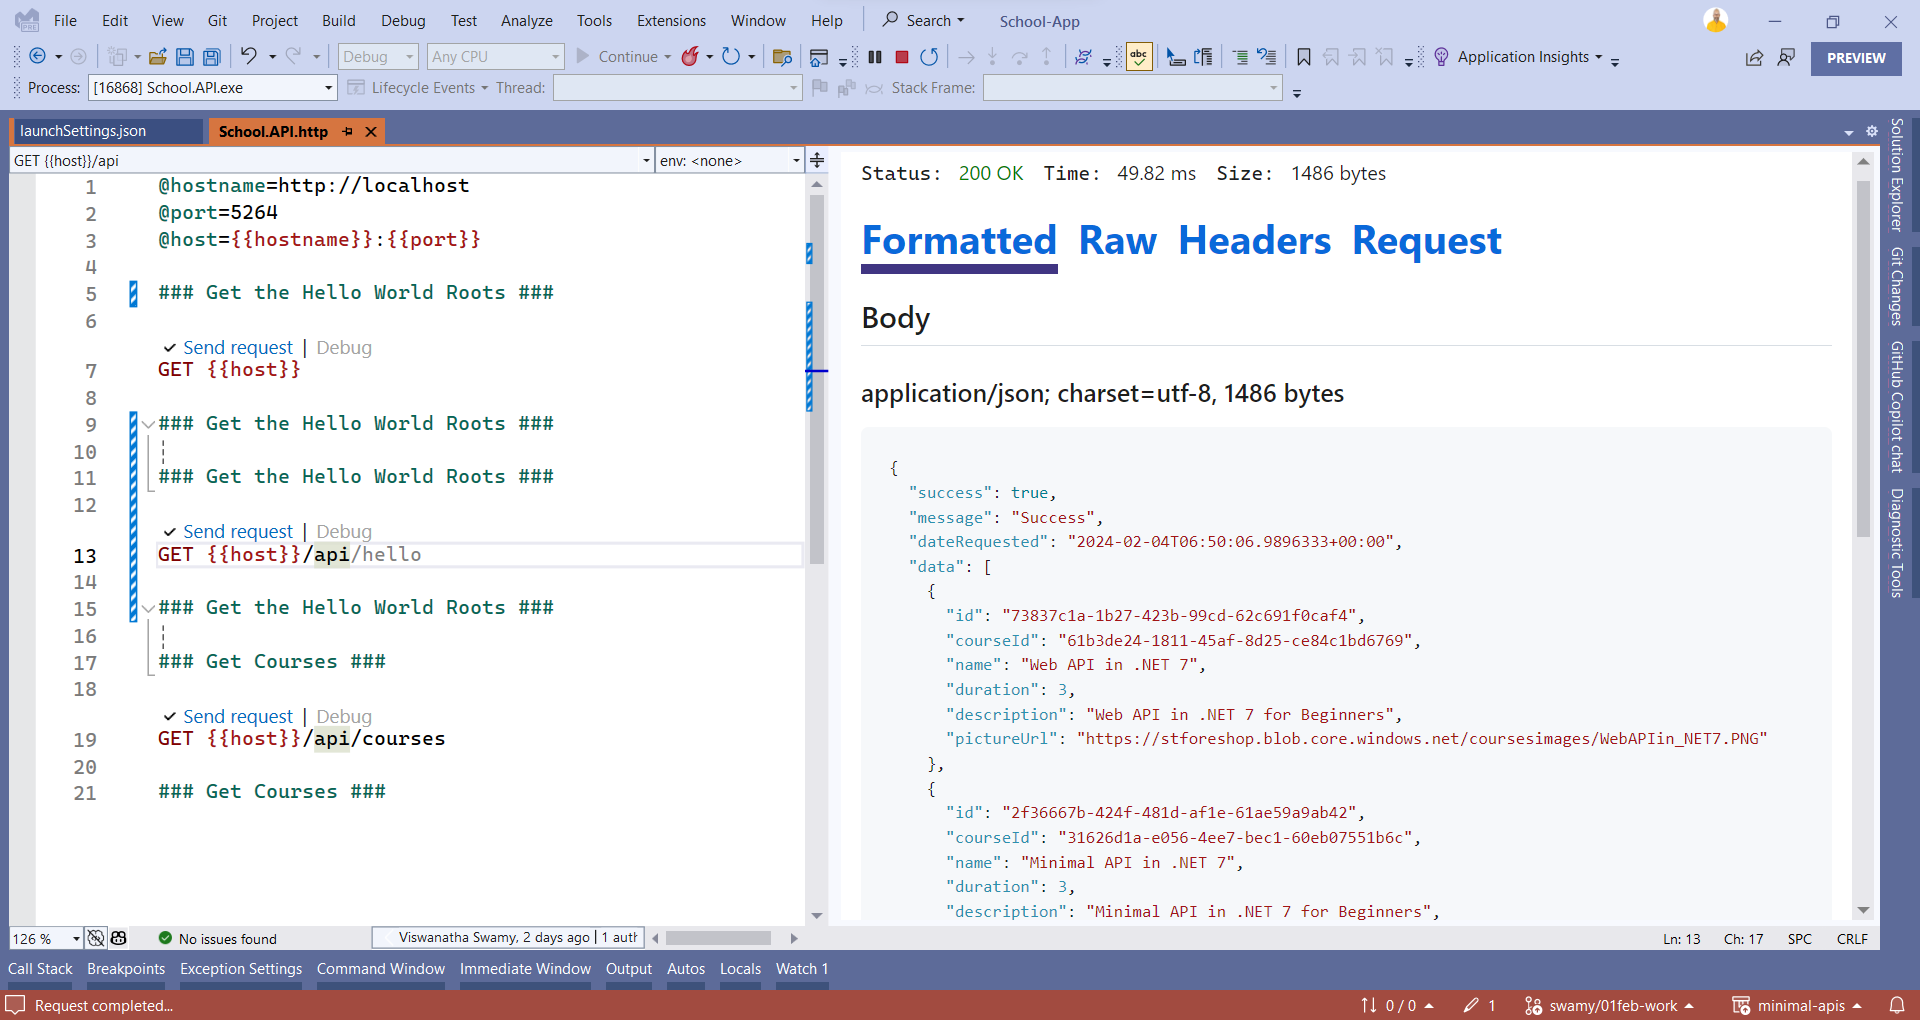 File Edit View Git Project Build Debug Test Analyze Tools Extensions Window Help Search School-App
Debug Any CPU Continue abc Application Insights PREVIEW
Process: [16868] School.API.exe Lifecycle Events Thread: Stack Frame:
launchSettings.json School.API.http
GET {{host}}/api env: <none>
1 @hostname=http://localhost
2 @port=5264
3 @host={{hostname}}:{{port}}
4
5 ### Get the Hello World Roots ###
6
Send request | Debug
7 GET {{host}}
8
9 ### Get the Hello World Roots ###
10
11 ### Get the Hello World Roots ###
12
Send request | Debug
13 GET {{host}}/api/hello
14
15 ### Get the Hello World Roots ###
16
17 ### Get Courses ###
18
Send request | Debug
19 GET {{host}}/api/courses
20
21 ### Get Courses ###
Status: 200 OK Time: 49.82 ms Size: 1486 bytes
Formatted Raw Headers Request
Body
application/json; charset=utf-8, 1486 bytes
{
"success": true,
"message": "Success",
"dateRequested": "2024-02-04T06:50:06.9896333+00:00",
"data": [
{
"id": "73837c1a-1b27-423b-99cd-62c691f0caf4",
"courseId": "61b3de24-1811-45af-8d25-ce84c1bd6769",
"name": "Web API in .NET 7",
"duration": 3,
"description": "Web API in .NET 7 for Beginners",
"pictureUrl": "https://stforeshop.blob.core.windows.net/coursesimages/WebAPIin_NET7.PNG"
},
{
"id": "2f36667b-424f-481d-af1e-61ae59a9ab42",
"courseId": "31626d1a-e056-4ee7-bec1-60eb07551b6c",
"name": "Minimal API in .NET 7",
"duration": 3,
"description": "Minimal API in .NET 7 for Beginners",
Solution Explorer
Git Changes
GitHub Copilot chat
Diagnostic Tools
126 % No issues found Viswanatha Swamy, 2 days ago | 1 auth Ln: 13 Ch: 17 SPC CRLF
Call Stack Breakpoints Exception Settings Command Window Immediate Window Output Autos Locals Watch 1
Request completed... 0 / 0 1 swamy/01feb-work minimal-apis